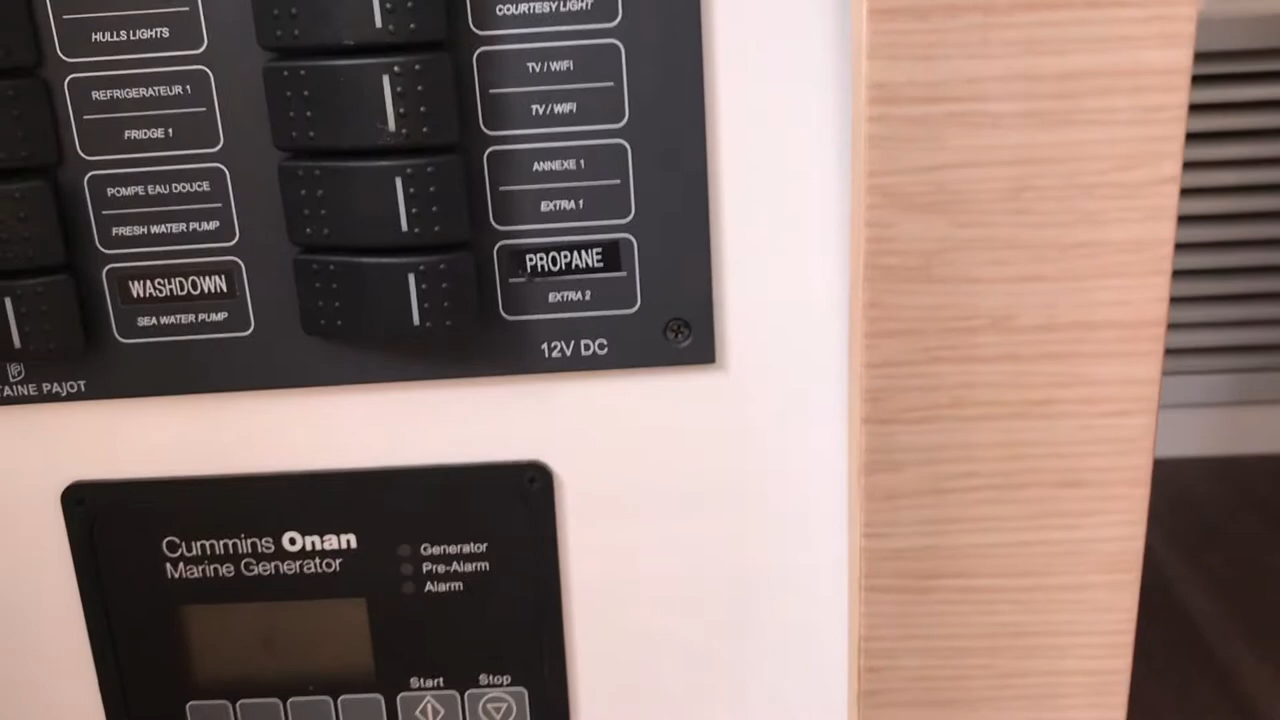 HULLS LIGHTS
REFRIGERATEUR 1
FRIDGE 1
POMPE EAU DOUCE
FRESH WATER PUMP
WASHDOWN
SEA WATER PUMP
COURTESY LIGHT
TV / WIFI
TV / WIFI
ANNEXE 1
EXTRA 1
PROPANE
EXTRA 2
12V DC
TAINE PAJOT
Cummins Onan
Marine Generator
Generator
Pre-Alarm
Alarm
Start
Stop